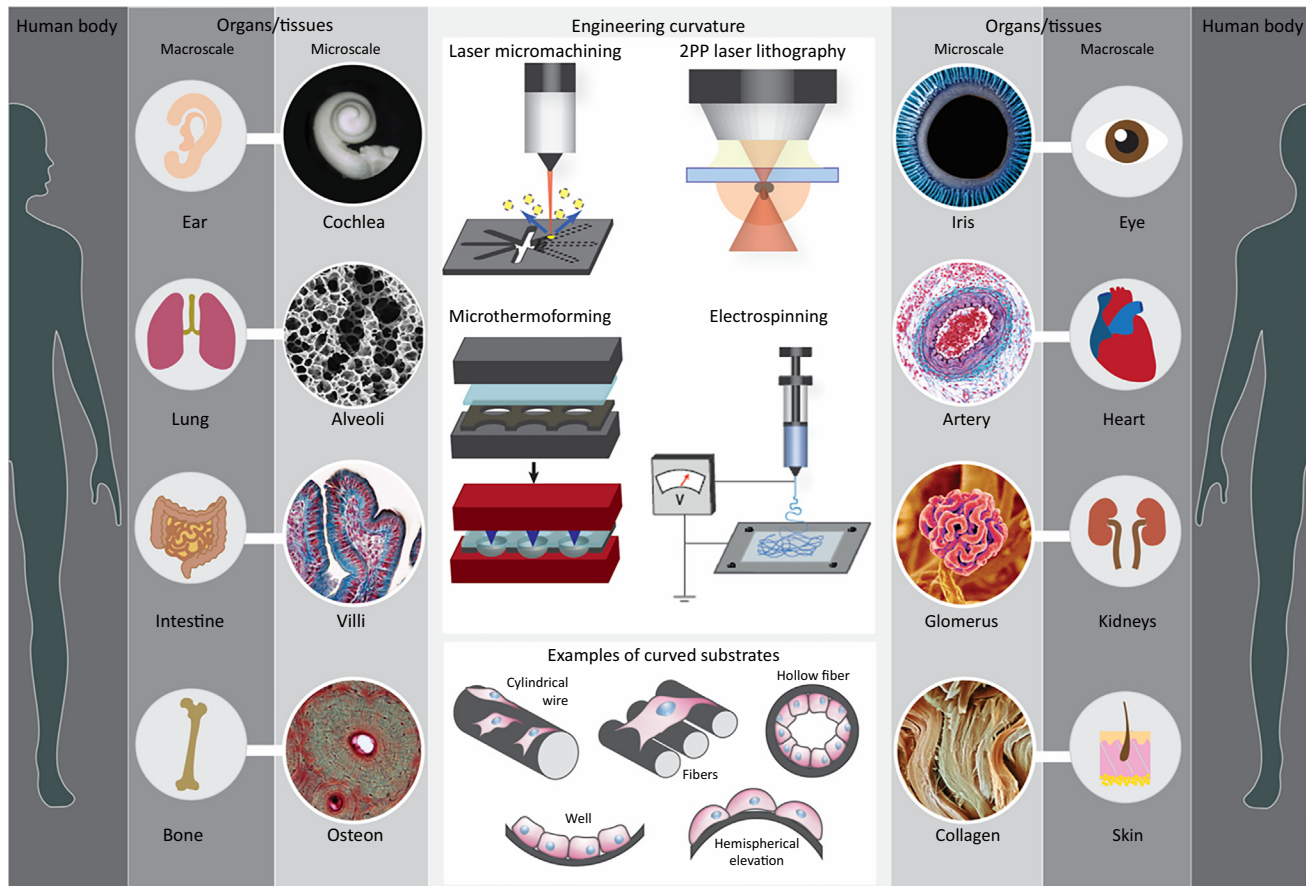 Human body
Organs/tissues
Macroscale
Microscale
Ear
Cochlea
Lung
Alveoli
Intestine
Villi
Bone
Osteon
Engineering curvature
Laser micromachining
2PP laser lithography
Microthermoforming
Electrospinning
V
Examples of curved substrates
Cylindrical
wire
Fibers
Hollow fiber
Well
Hemispherical
elevation
Organs/tissues
Microscale
Macroscale
Iris
Eye
Artery
Heart
Glomerus
Kidneys
Collagen
Skin
Human body